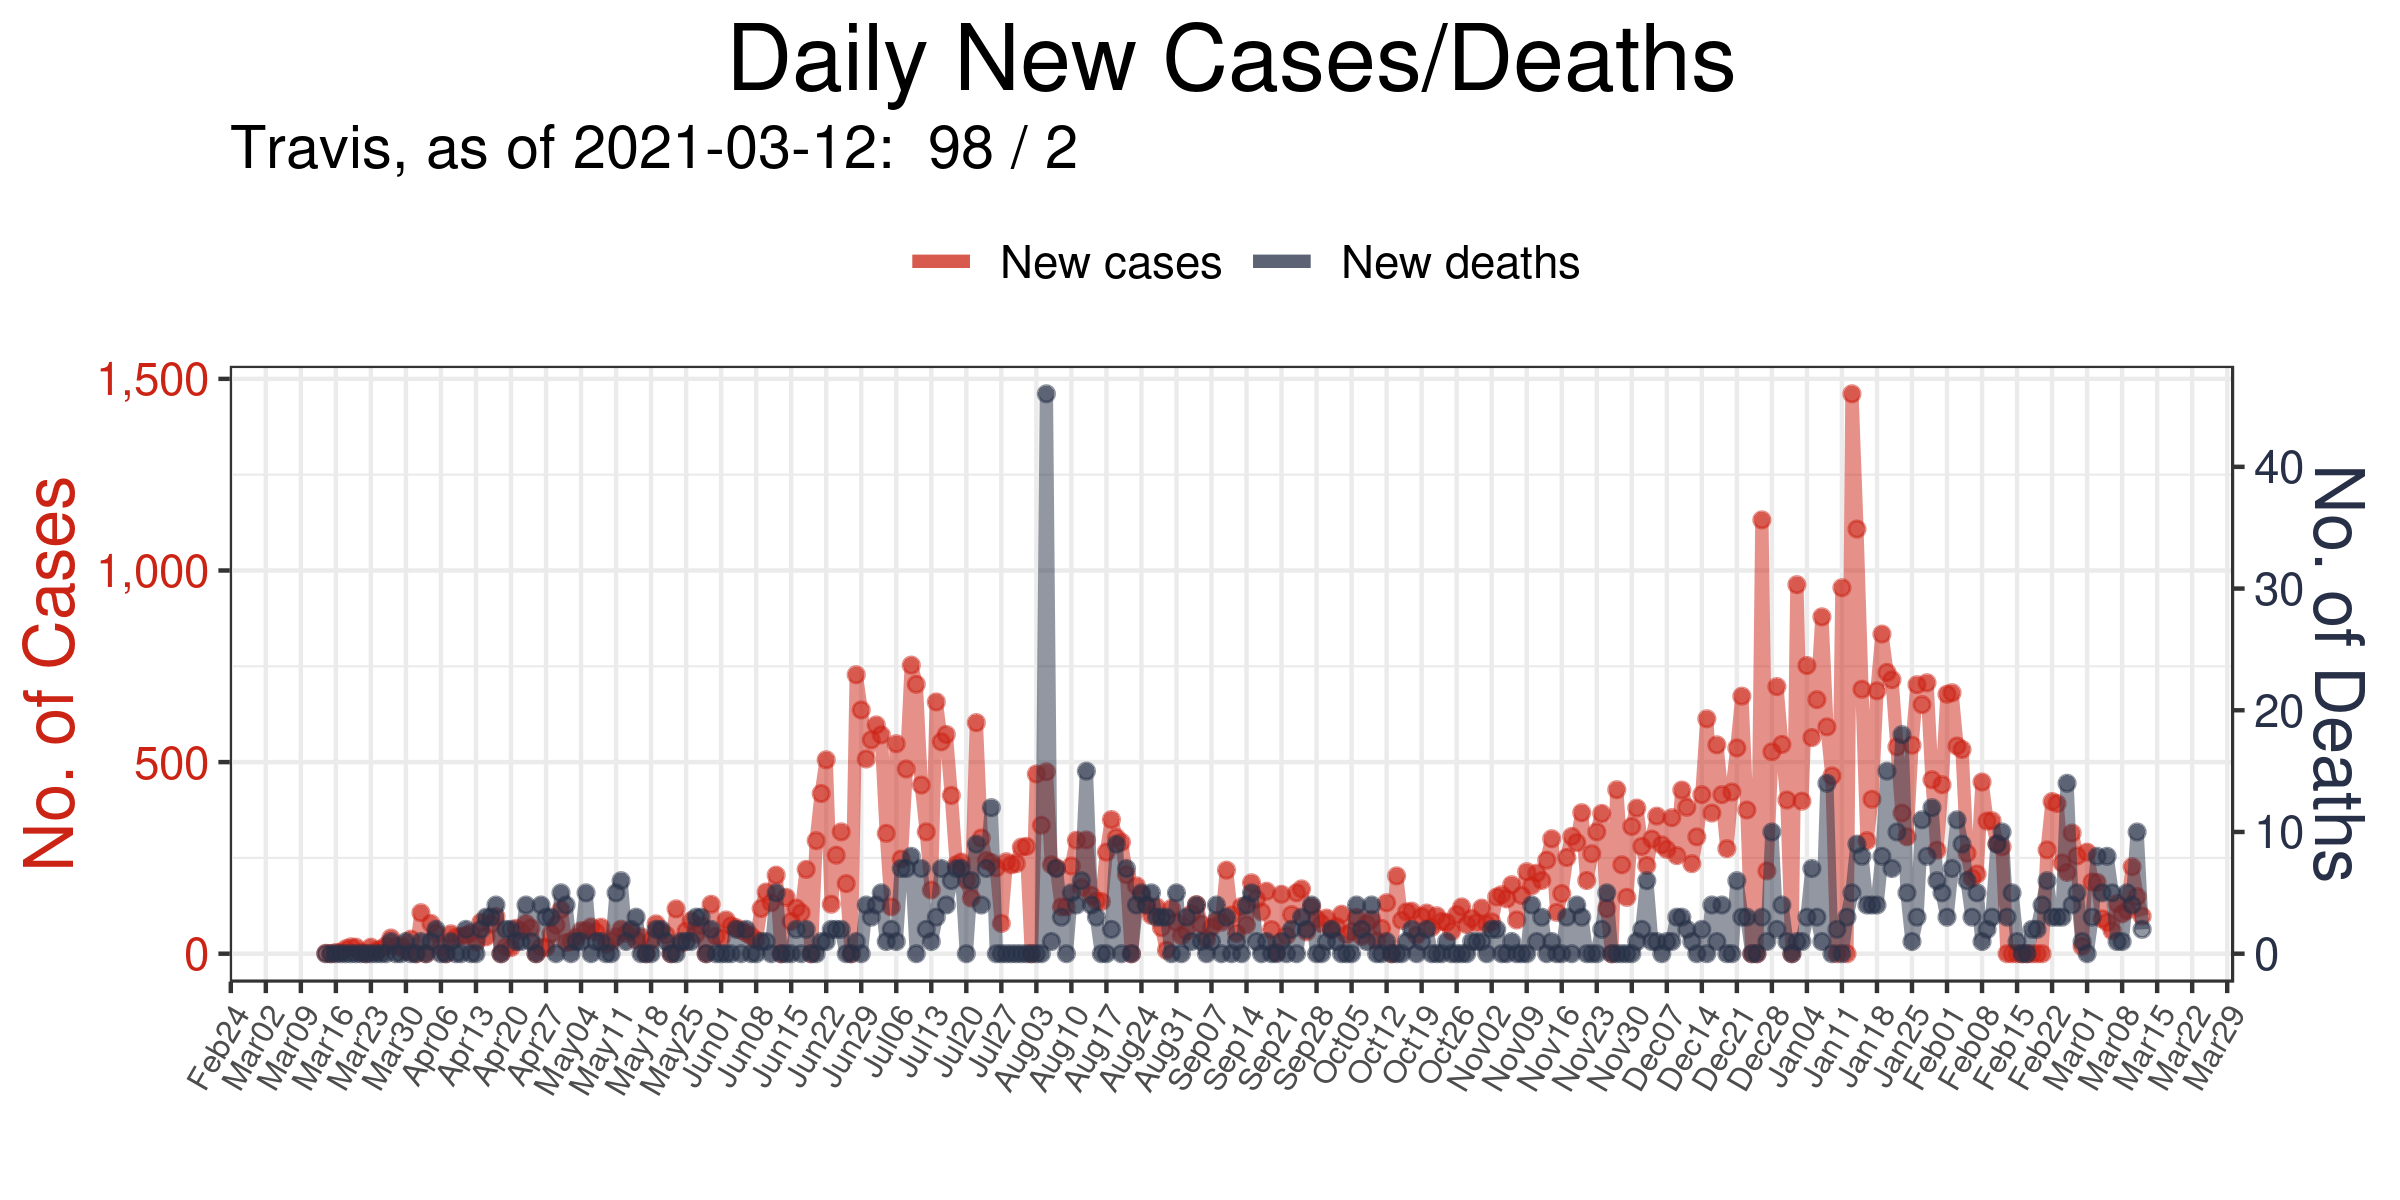 Daily New Cases/Deaths
Travis, as of 2021-03-12:  98 / 2
New cases
New deaths
No. of Cases
1,500
1,000
500
0
40
30
20
10
0
No. of Deaths
Feb24
Mar02
Mar09
Mar16
Mar23
Mar30
Apr06
Apr13
Apr20
Apr27
May04
May11
May18
May25
Jun01
Jun08
Jun15
Jun22
Jun29
Jul06
Jul13
Jul20
Jul27
Aug03
Aug10
Aug17
Aug24
Aug31
Sep07
Sep14
Sep21
Sep28
Oct05
Oct12
Oct19
Oct26
Nov02
Nov09
Nov16
Nov23
Nov30
Dec07
Dec14
Dec21
Dec28
Dec04
Jan11
Jan18
Jan25
Feb01
Feb08
Feb15
Feb22
Mar01
Mar08
Mar15
Mar22
Mar29